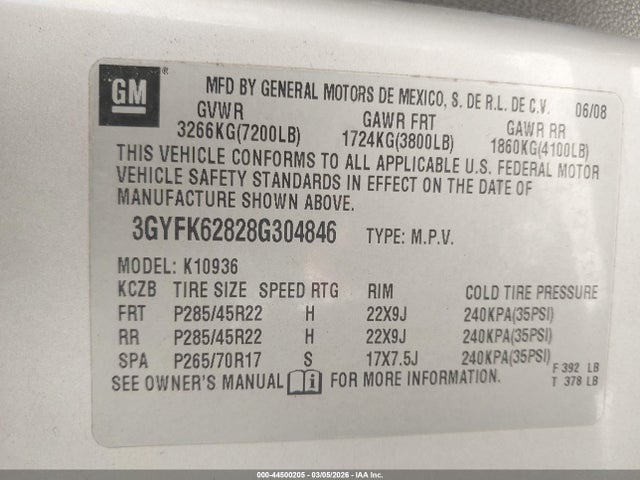 GM ®
MFD BY GENERAL MOTORS DE MEXICO, S. DE R.L. DE C.V. 06/08
GVWR GAWR FRT GAWR RR
3266KG(7200LB) 1724KG(3800LB) 1860KG(4100LB)
THIS VEHICLE CONFORMS TO ALL APPLICABLE U.S. FEDERAL MOTOR
VEHICLE SAFETY STANDARDS IN EFFECT ON THE DATE OF
MANUFACTURE SHOWN ABOVE.
3GYFK62828G304846 TYPE: M.P.V.
MODEL: K10936
KCZB TIRE SIZE SPEED RTG RIM COLD TIRE PRESSURE
FRT P285/45R22 H 22X9J 240KPA(35PSI)
RR P285/45R22 H 22X9J 240KPA(35PSI)
SPA P265/70R17 S 17X7.5J 240KPA(35PSI)
F 392 LB
SEE OWNER'S MANUAL i FOR MORE INFORMATION. T 378 LB
000-44500205 - 03/05/2026 - IAA Inc.